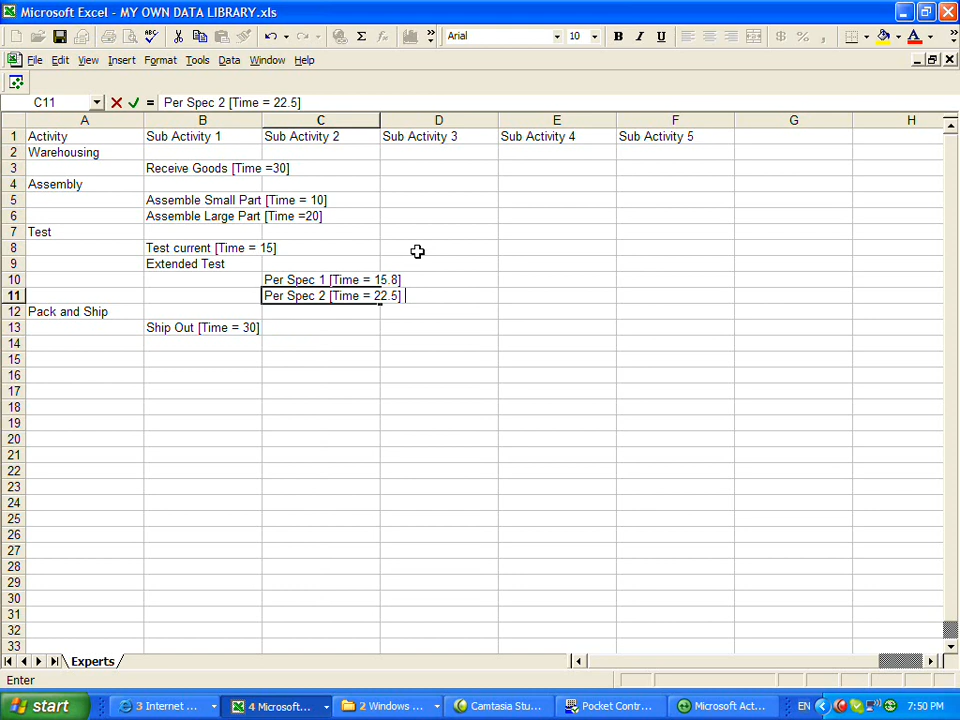 Microsoft Excel - MY OWN DATA LIBRARY.xls
Arial 10 B I U $ % ,
File Edit View Insert Format Tools Data Window Help
C11 = Per Spec 2 [Time = 22.5]
A B C D E F G H
1 Activity Sub Activity 1 Sub Activity 2 Sub Activity 3 Sub Activity 4 Sub Activity 5
2 Warehousing
3 Receive Goods [Time =30]
4 Assembly
5 Assemble Small Part [Time = 10]
6 Assemble Large Part [Time =20]
7 Test
8 Test current [Time = 15]
9 Extended Test
10 Per Spec 1 [Time = 15.8]
11 Per Spec 2 [Time = 22.5]
12 Pack and Ship
13 Ship Out [Time = 30]
14
15
16
17
18
19
20
21
22
23
24
25
26
27
28
29
30
31
32
33
Experts
Enter
start 3 Internet ... 4 Microsoft... 2 Windows ... Camtasia Stu... Pocket Contr... Microsoft Act... EN 7:50 PM